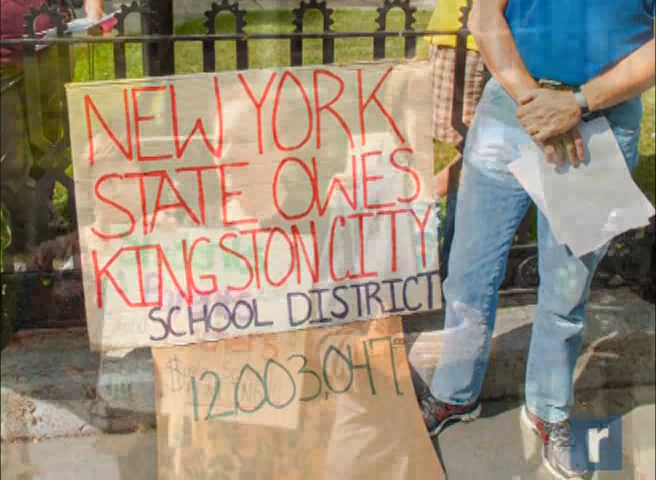 NEW YORK
STATE OWES
KINGSTON CITY
SCHOOL DISTRICT
12,003,047
r